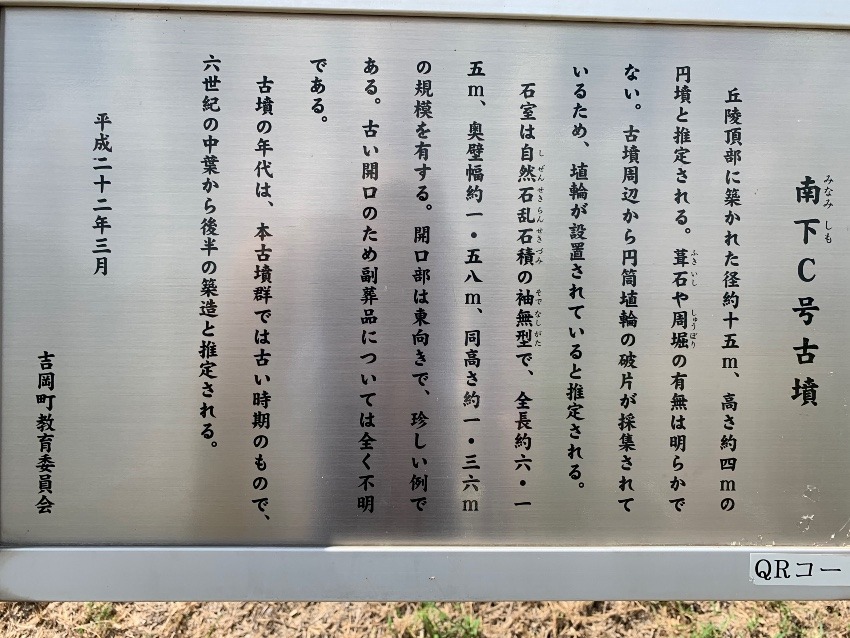 南下C号古墳
丘陵頂部に築かれた径約十五m、高さ約四mの
円墳と推定される。葺石や周堀の有無は明らかで
ない。古墳周辺から円筒埴輪の破片が採集されて
いるため、埴輪が設置されていると推定される。
石室は自然石乱石積の袖無型で、全長約六・一
五m、奥壁幅約一・五八m、同高さ約一・三六m
の規模を有する。開口部は東向きで、珍しい例で
ある。古い開口のため副葬品については全く不明
である。
古墳の年代は、本古墳群では古い時期のもので、
六世紀の中葉から後半の築造と推定される。
平成二十二年三月
吉岡町教育委員会
QRコー